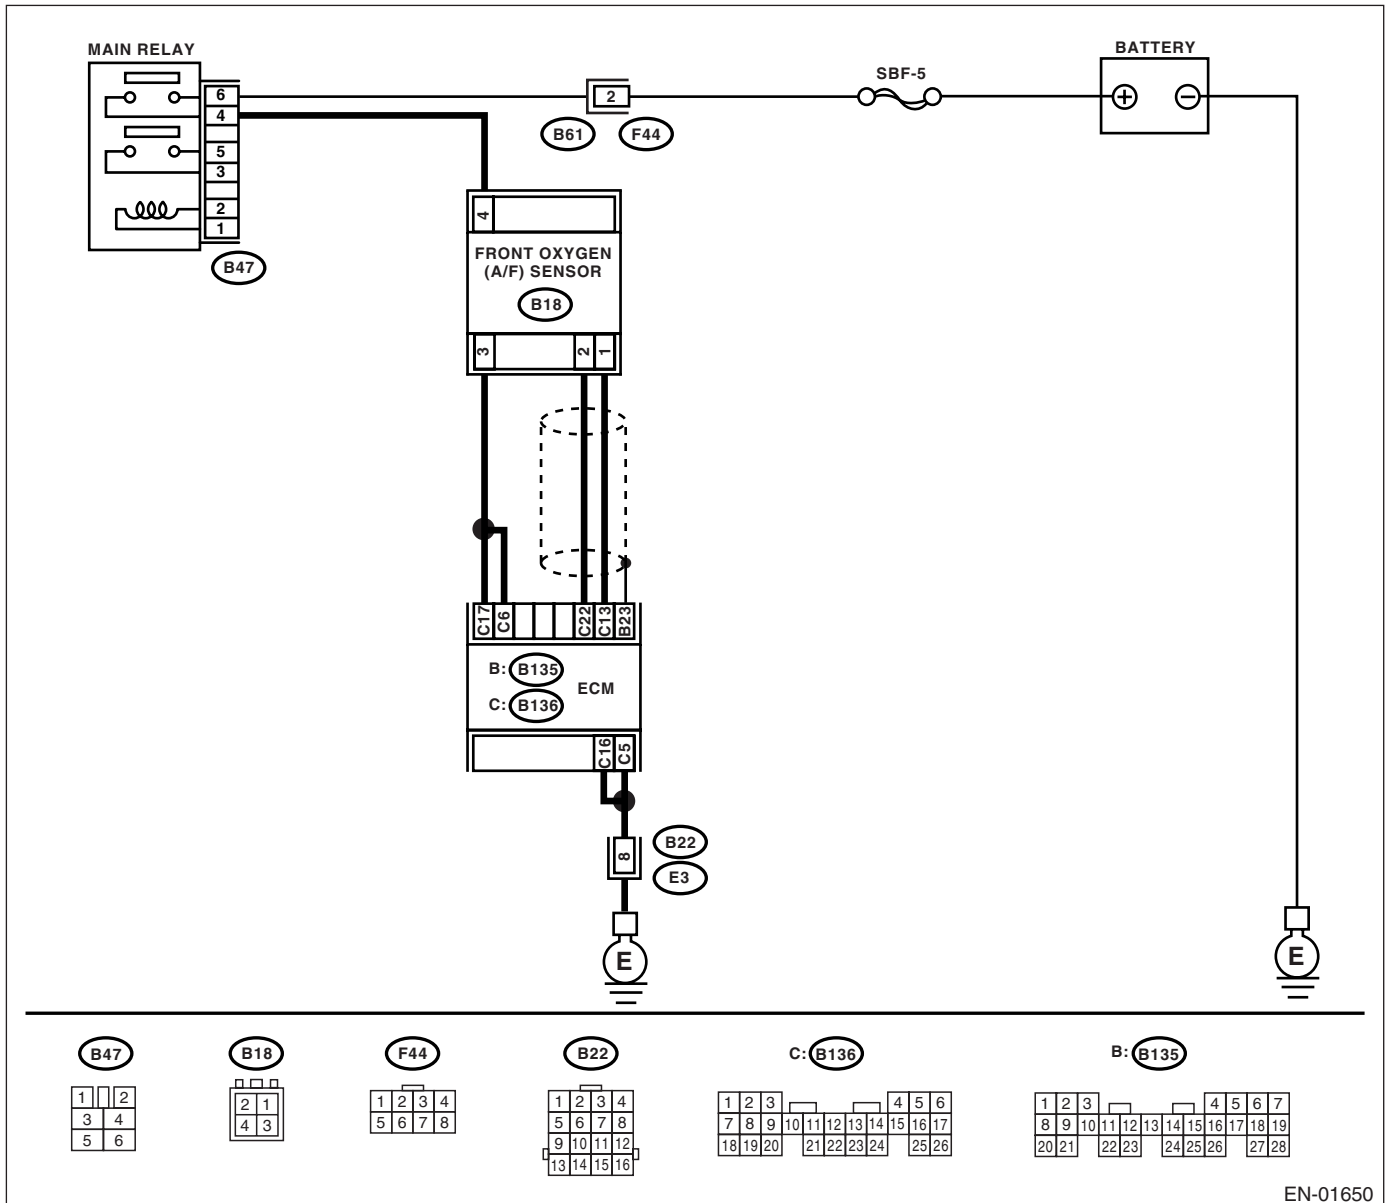 MAIN RELAY
BATTERY
SBF-5
6
4
5
3
2
1
B47
2
B61 F44
+ −
4
FRONT OXYGEN
(A/F) SENSOR
B18
3 2 1
C17 C6 C22 C13 B23
B: B135
ECM
C: B136
C16 C5
8
B22
E3
E
E
B47
1 2
3 4
5 6
B18
2 1
4 3
F44
1 2 3 4
5 6 7 8
B22
1 2 3 4
5 6 7 8
9 10 11 12
13 14 15 16
C: B136
1 2 3 4 5 6
7 8 9 10 11 12 13 14 15 16 17
18 19 20 21 22 23 24 25 26
B: B135
1 2 3 4 5 6 7
8 9 10 11 12 13 14 15 16 17 18 19
20 21 22 23 24 25 26 27 28
EN-01650